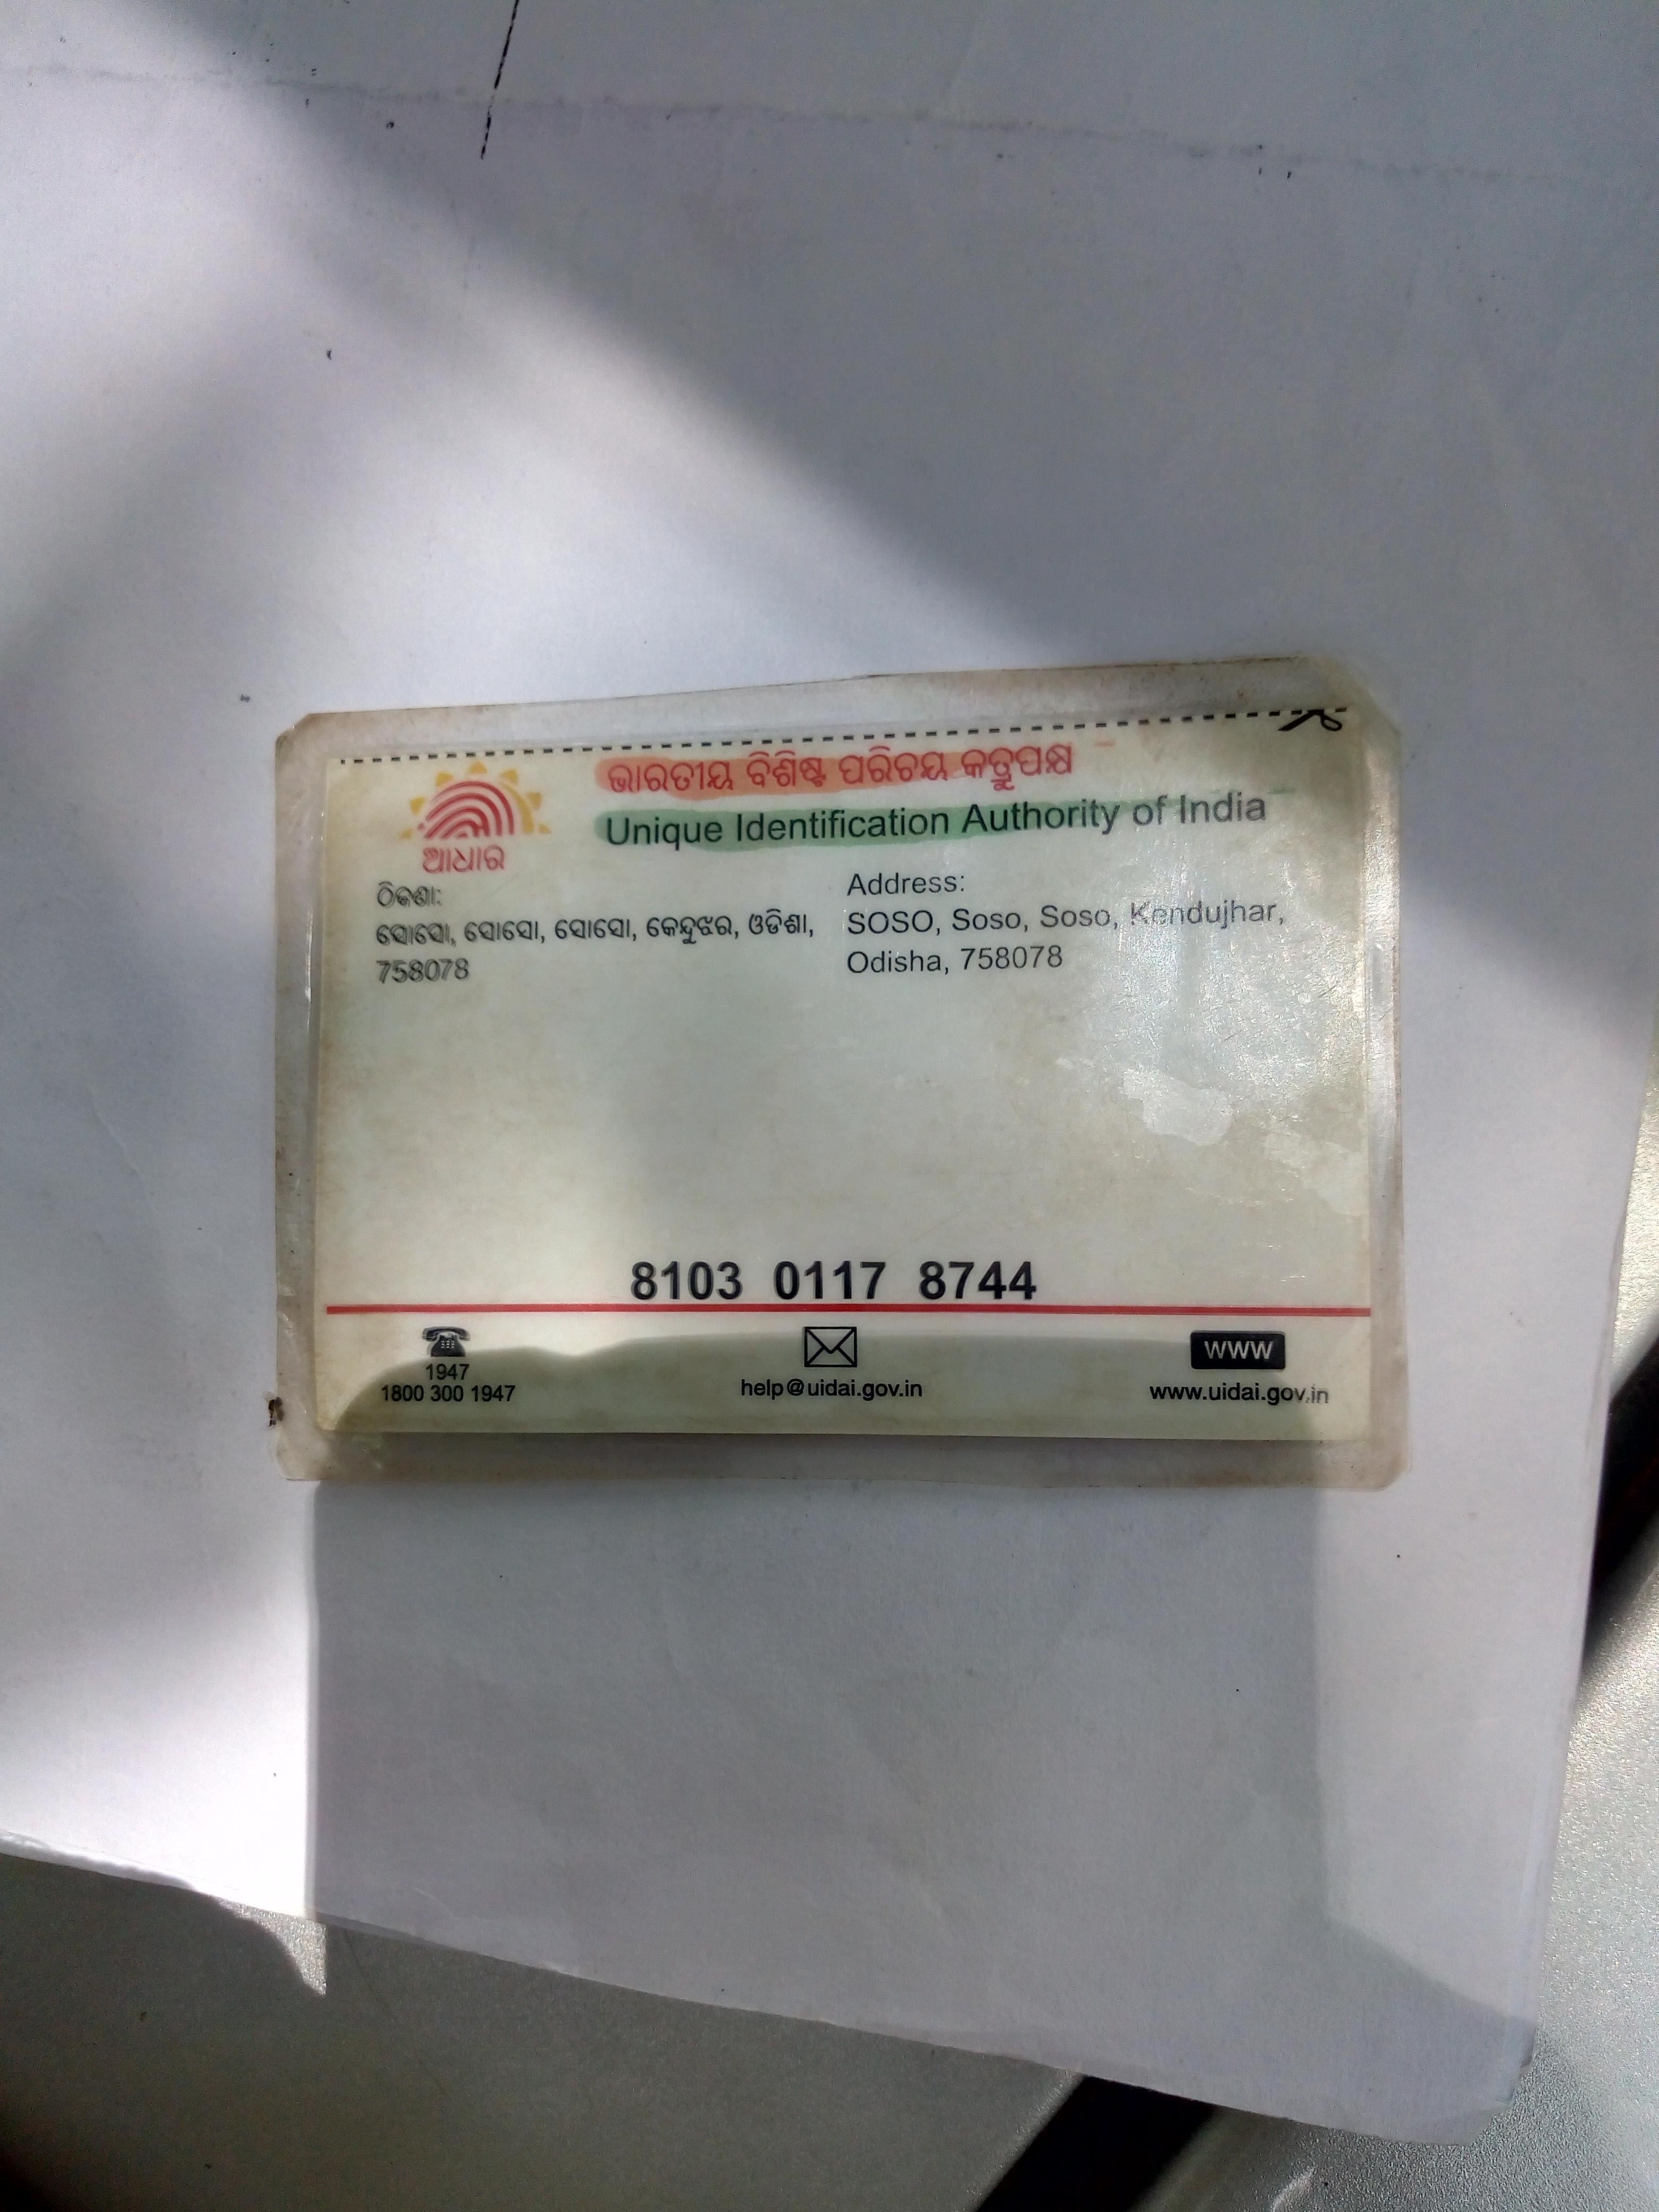 ଭାରତୀୟ ବିଶିଷ୍ଟ ପରିଚୟ କର୍ତ୍ତୃପକ୍ଷ
Unique Identification Authority of India
ଆଧାର
ଠିକଣା:
ସୋସୋ, ସୋସୋ, ସୋସୋ, କେନ୍ଦୁଝର, ଓଡିଶା,
758078
Address:
SOSO, Soso, Soso, Kendujhar,
Odisha, 758078
8103 0117 8744
1947
1800 300 1947
help@uidai.gov.in
WWW
www.uidai.gov.in